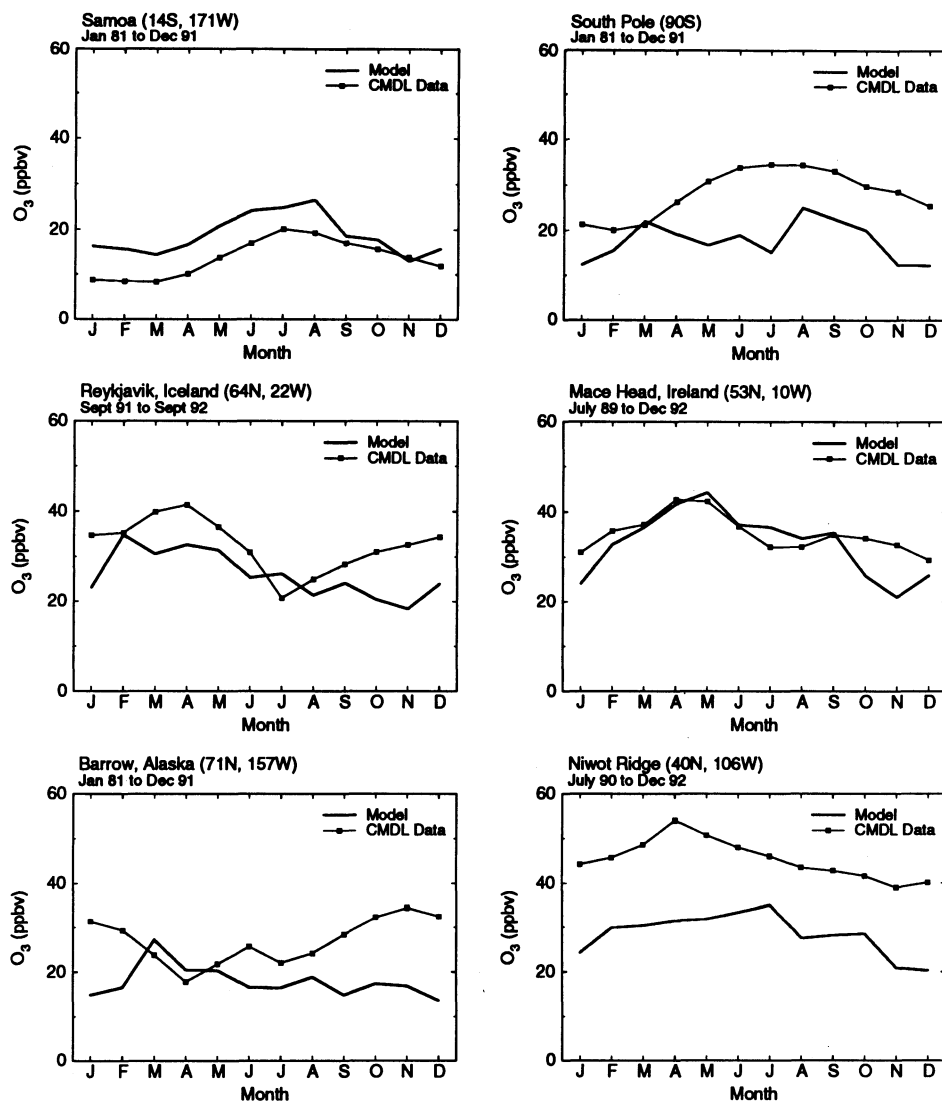 Samoa (14S, 171W)
Jan 81 to Dec 91
Model
CMDL Data
O3 (ppbv)
60
40
20
0
J F M A M J J A S O N D
Month
South Pole (90S)
Jan 81 to Dec 91
Model
CMDL Data
O3 (ppbv)
60
40
20
0
J F M A M J J A S O N D
Month
Reykjavik, Iceland (64N, 22W)
Sept 91 to Sept 92
Model
CMDL Data
O3 (ppbv)
60
40
20
0
J F M A M J J A S O N D
Month
Mace Head, Ireland (53N, 10W)
July 89 to Dec 92
Model
CMDL Data
O3 (ppbv)
60
40
20
0
J F M A M J J A S O N D
Month
Barrow, Alaska (71N, 157W)
Jan 81 to Dec 91
Model
CMDL Data
O3 (ppbv)
60
40
20
0
J F M A M J J A S O N D
Month
Niwot Ridge (40N, 106W)
July 90 to Dec 92
Model
CMDL Data
O3 (ppbv)
60
40
20
0
J F M A M J J A S O N D
Month